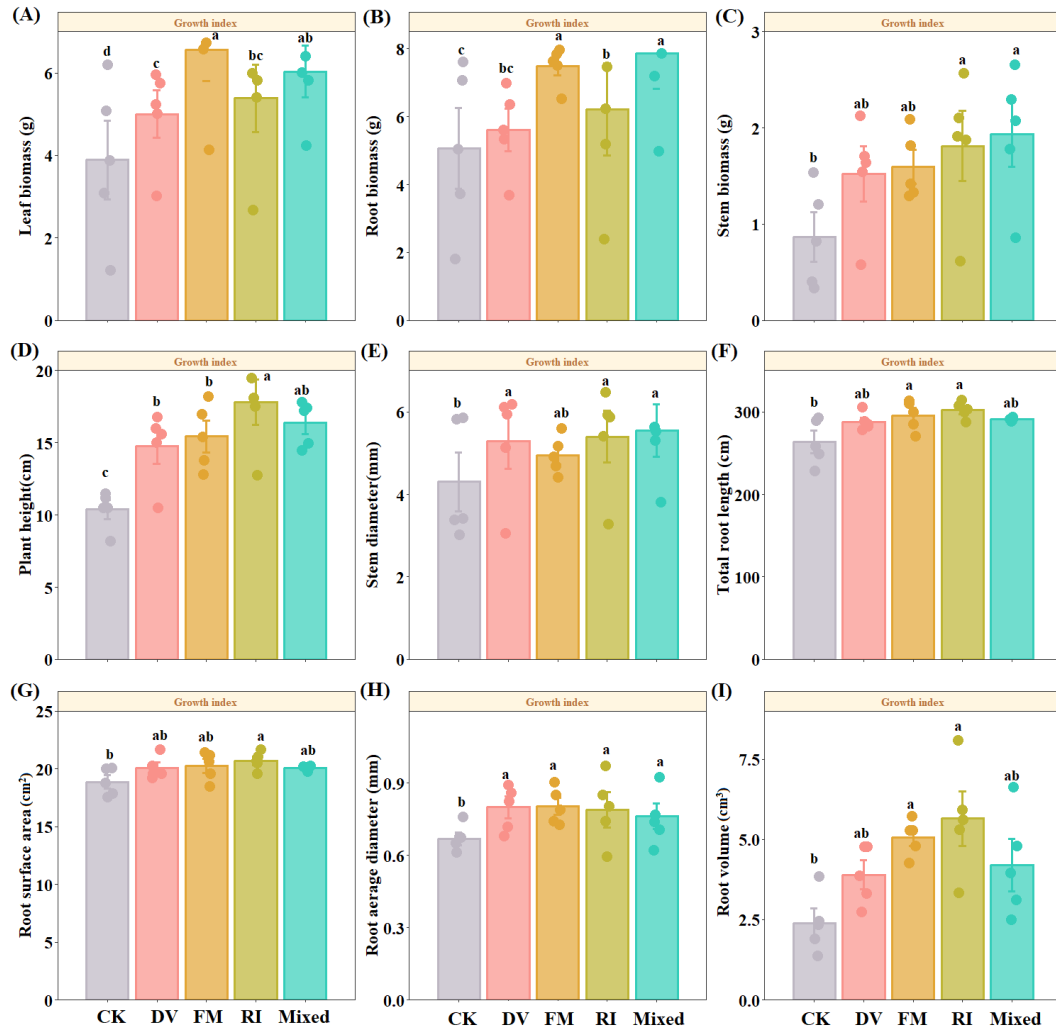 (A)
Growth index
Leaf biomass (g)
6
4
2
0
d
c
a
bc
ab
(B)
Growth index
Root biomass (g)
8
6
4
2
0
c
bc
a
b
a
(C)
Growth index
Stem biomass (g)
3
2
1
0
b
ab
ab
a
a
(D)
Growth index
Plant height(cm)
20
15
10
5
0
c
b
b
a
ab
(E)
Growth index
Stem diameter(mm)
6
4
2
0
b
a
ab
a
a
(F)
Growth index
Total root length (cm)
300
200
100
0
b
ab
a
a
ab
(G)
Growth index
Root surface area (cm²)
25
20
15
10
5
0
b
ab
ab
a
ab
CK DV FM RI Mixed
(H)
Growth index
Root acrage diameter (mm)
0.9
0.6
0.3
0.0
b
a
a
a
a
CK DV FM RI Mixed
(I)
Growth index
Root volume (cm³)
7.5
5.0
2.5
0.0
b
ab
a
a
ab
CK DV FM RI Mixed